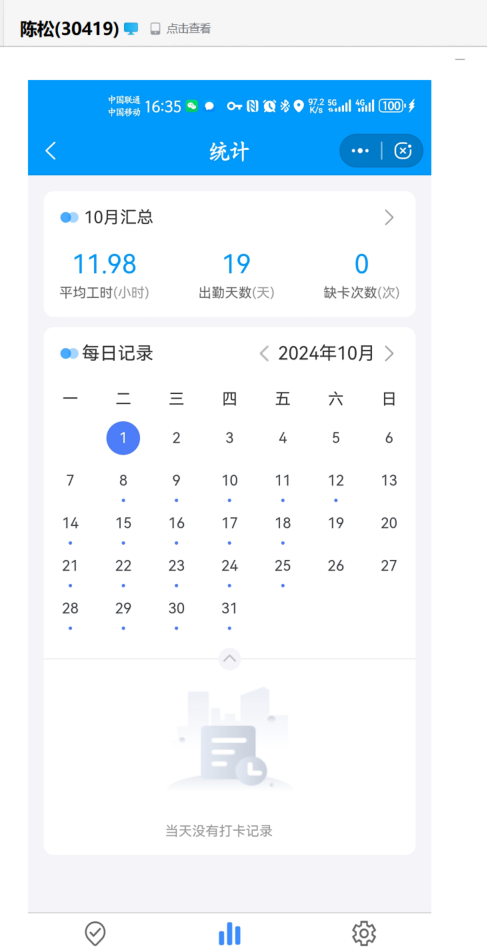 陈松(30419) 点击查看
中国联通
中国移动
16:35 97.2 K/s 5G 4G 100
统计
10月汇总
11.98 19 0
平均工时(小时) 出勤天数(天) 缺卡次数(次)
每日记录 2024年10月
一 二 三 四 五 六 日
1 2 3 4 5 6
7 8 9 10 11 12 13
14 15 16 17 18 19 20
21 22 23 24 25 26 27
28 29 30 31
当天没有打卡记录